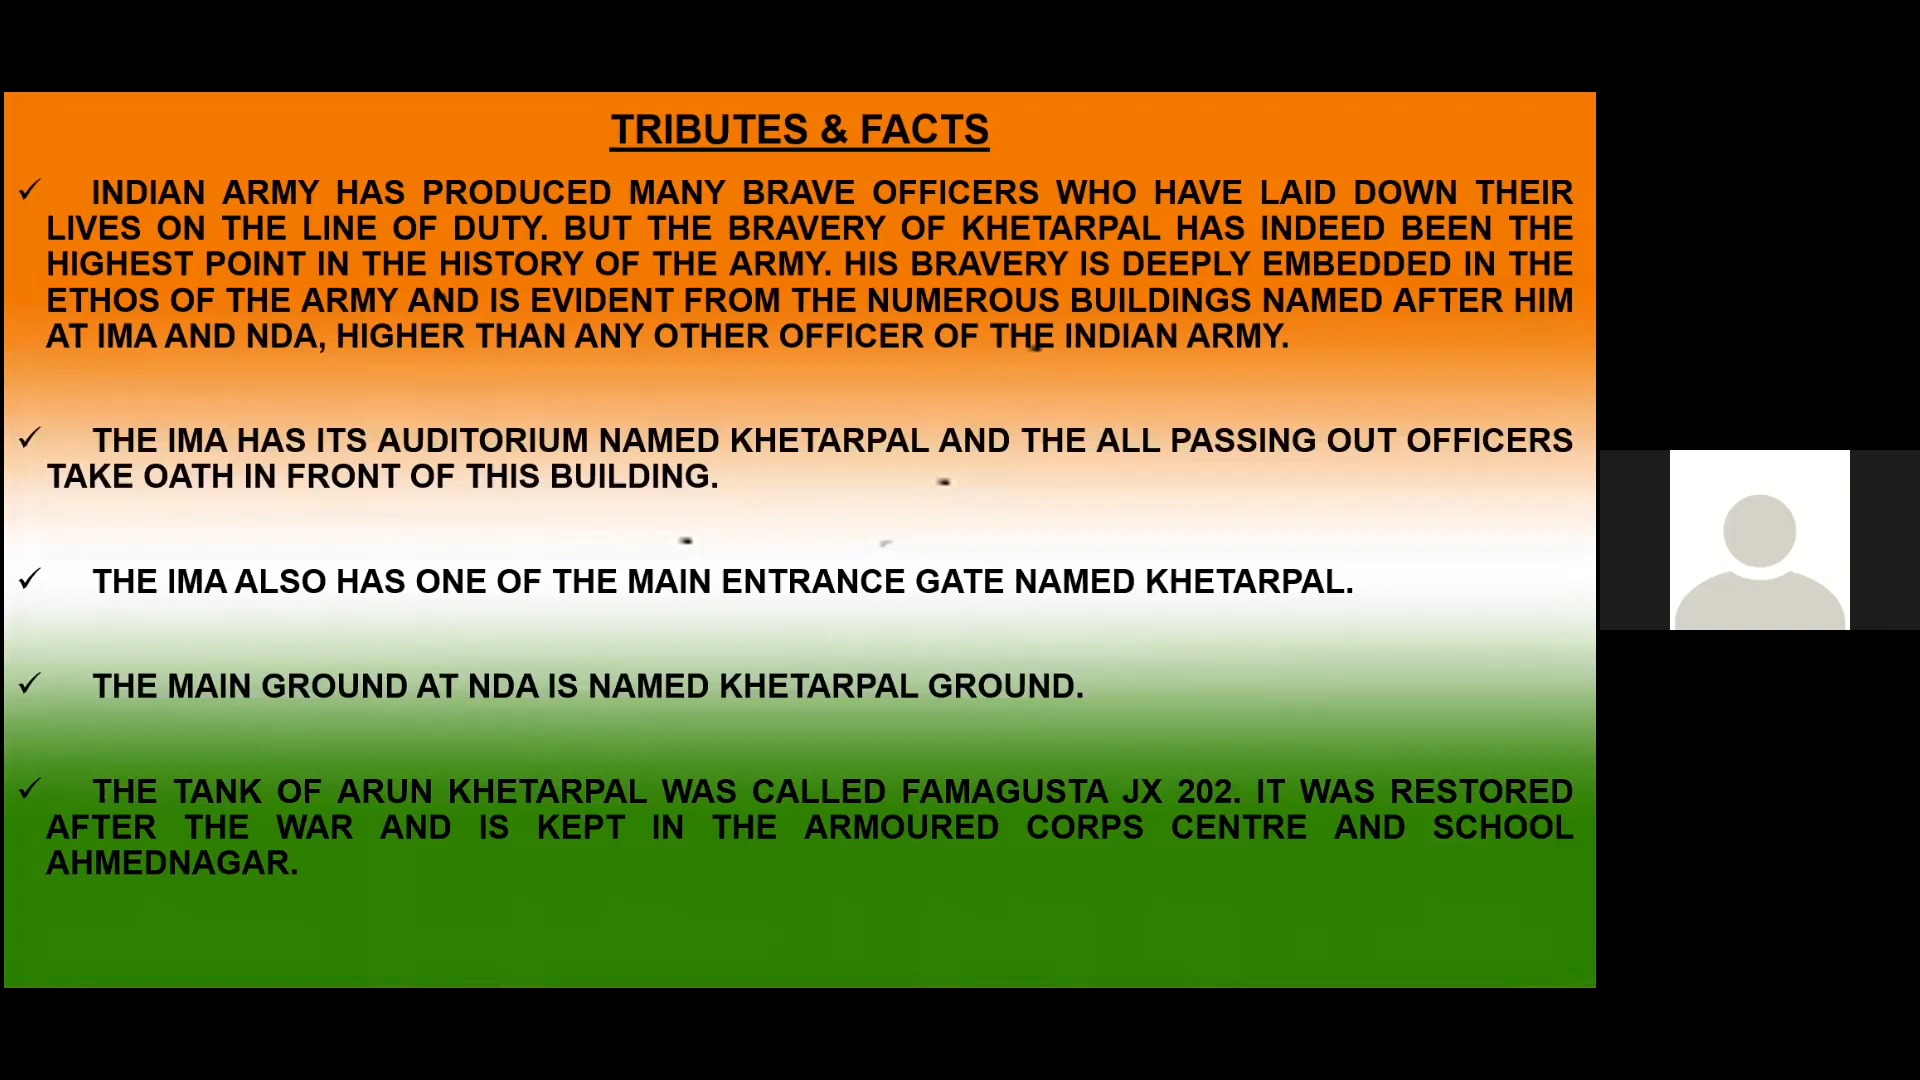 TRIBUTES & FACTS
✓ INDIAN ARMY HAS PRODUCED MANY BRAVE OFFICERS WHO HAVE LAID DOWN THEIR
LIVES ON THE LINE OF DUTY. BUT THE BRAVERY OF KHETARPAL HAS INDEED BEEN THE
HIGHEST POINT IN THE HISTORY OF THE ARMY. HIS BRAVERY IS DEEPLY EMBEDDED IN THE
ETHOS OF THE ARMY AND IS EVIDENT FROM THE NUMEROUS BUILDINGS NAMED AFTER HIM
AT IMA AND NDA, HIGHER THAN ANY OTHER OFFICER OF THE INDIAN ARMY.
✓ THE IMA HAS ITS AUDITORIUM NAMED KHETARPAL AND THE ALL PASSING OUT OFFICERS
TAKE OATH IN FRONT OF THIS BUILDING.
✓ THE IMA ALSO HAS ONE OF THE MAIN ENTRANCE GATE NAMED KHETARPAL.
✓ THE MAIN GROUND AT NDA IS NAMED KHETARPAL GROUND.
✓ THE TANK OF ARUN KHETARPAL WAS CALLED FAMAGUSTA JX 202. IT WAS RESTORED
AFTER THE WAR AND IS KEPT IN THE ARMOURED CORPS CENTRE AND SCHOOL
AHMEDNAGAR.